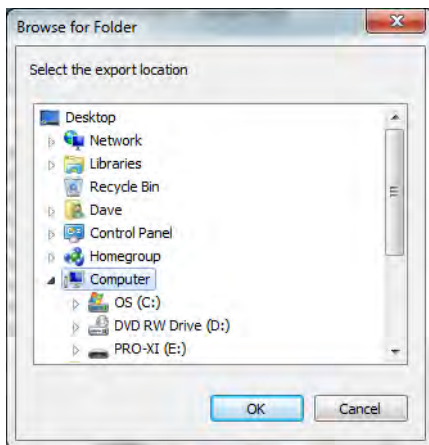 Browse for Folder
Select the export location
Desktop
Network
Libraries
Recycle Bin
Dave
Control Panel
Homegroup
Computer
OS (C:)
DVD RW Drive (D:)
PRO-XI (E:)
OK Cancel